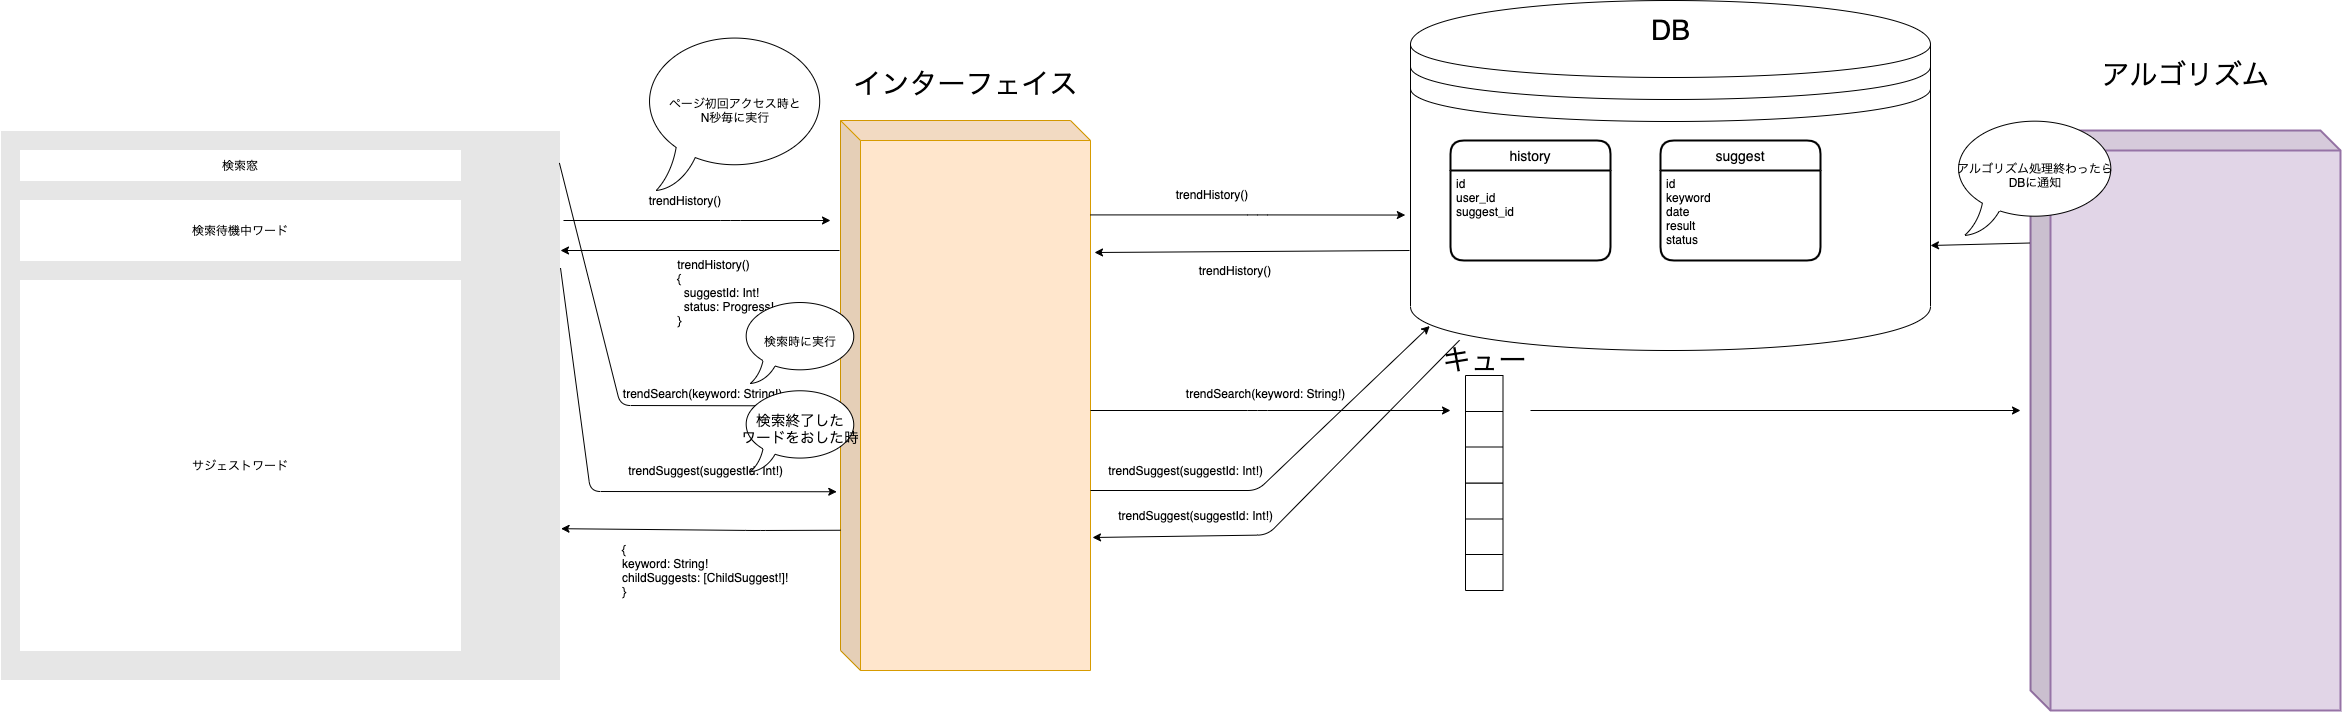 検索窓
検索待機中ワード
サジェストワード
ページ初回アクセス時と
N秒毎に実行
trendHistory()
trendHistory()
{
suggestId: Int!
status: Progress!
}
検索時に実行
trendSearch(keyword: String!)
検索終了した
ワードをおした時
trendSuggest(suggestId: Int!)
{
keyword: String!
childSuggests: [ChildSuggest!]!
}
インターフェイス
trendHistory()
trendHistory()
trendSearch(keyword: String!)
trendSuggest(suggestId: Int!)
trendSuggest(suggestId: Int!)
DB
history
id
user_id
suggest_id
suggest
id
keyword
date
result
status
キュー
アルゴリズム
アルゴリズム処理終わったら
DBに通知